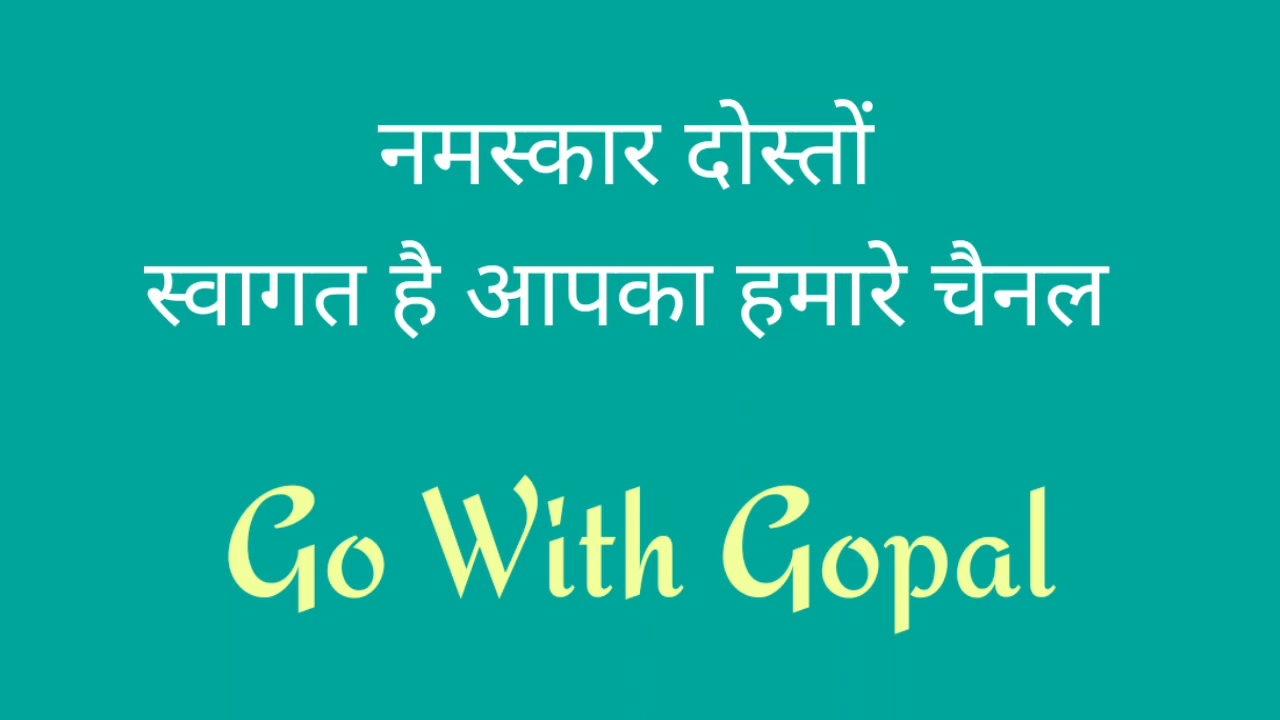 नमस्कार दोस्तों
स्वागत है आपका हमारे चैनल
Go With Gopal